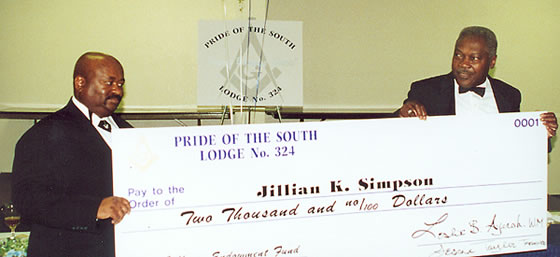 PRIDE OF THE SOUTH
LODGE No. 324
0001
PRIDE OF THE SOUTH
LODGE No. 324
Pay to the
Order of
Jillian K. Simpson
Two Thousand and no/100 Dollars
Endowment Fund